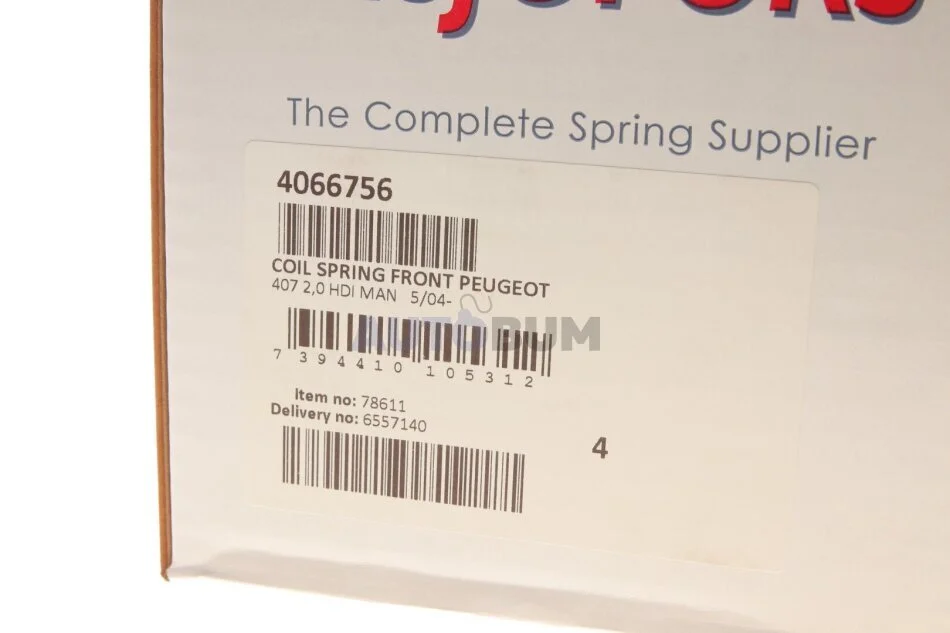 The Complete Spring Supplier
4066756
COIL SPRING FRONT PEUGEOT
407 2,0 HDI MAN 5/04-
AUTOBUM
7 394410 105312
Item no: 78611
Delivery no: 6557140
4